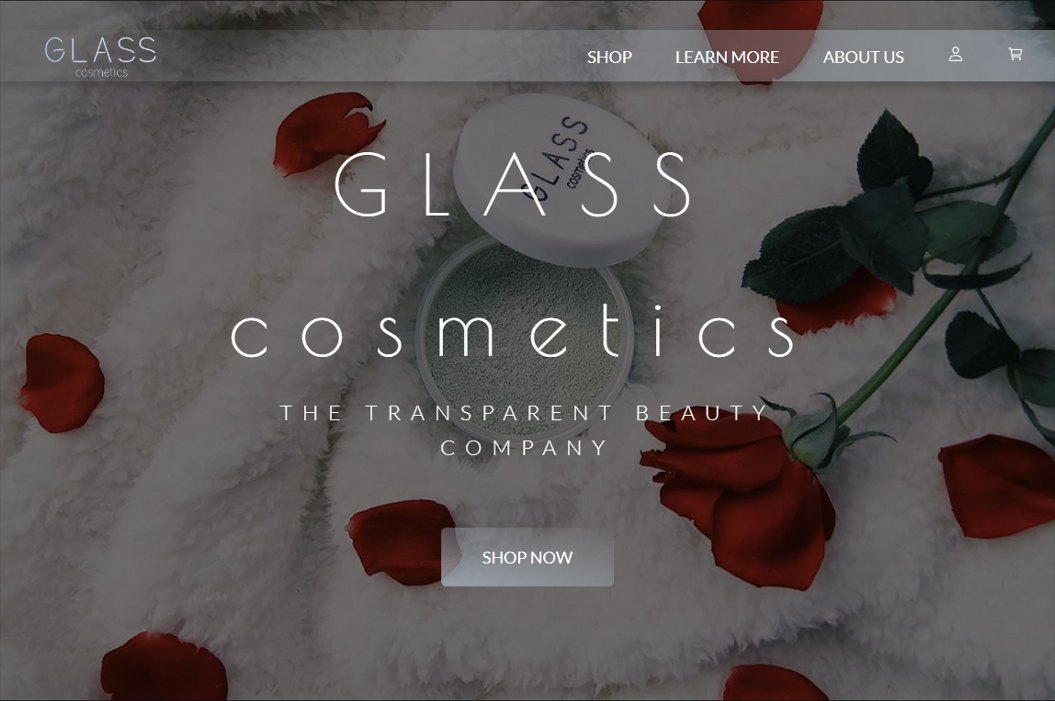 GLASS
cosmetics
SHOP
LEARN MORE
ABOUT US
GLASS
cosmetics
GLASS
cosmetics
THE TRANSPARENT BEAUTY
COMPANY
SHOP NOW